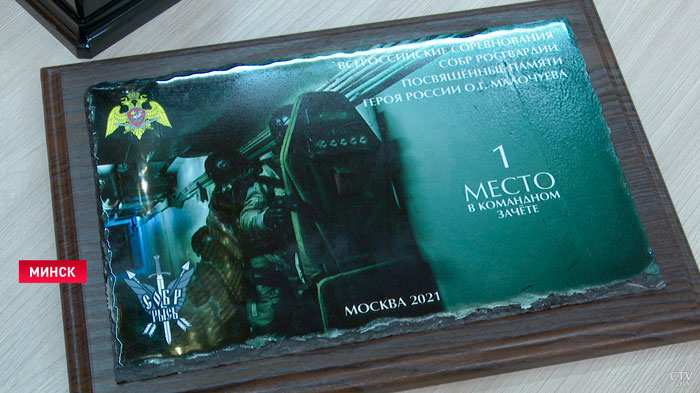 ВСЕРОССИЙСКИЕ СОРЕВНОВАНИЯ
СОБР РОСГВАРДИИ
ПОСВЯЩЁННЫЕ ПАМЯТИ
ГЕРОЯ РОССИИ О.Г. МАЛОЧУЕВА
1
МЕСТО
В КОМАНДНОМ
ЗАЧЁТЕ
МИНСК
СОБР
РЫСЬ
МОСКВА 2021
CTV